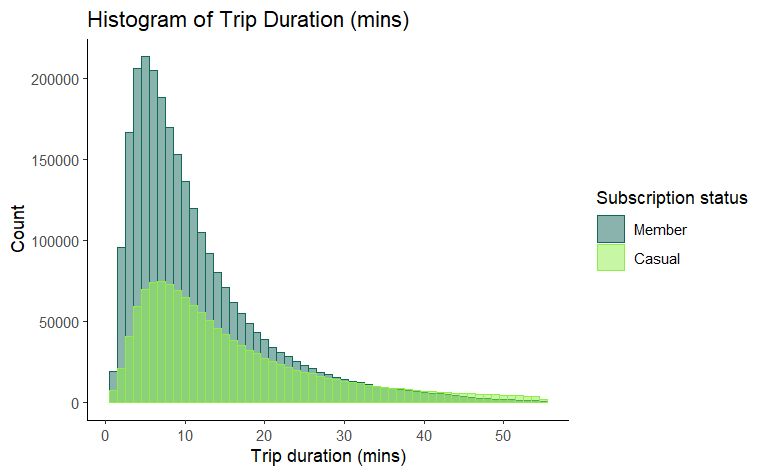 Histogram of Trip Duration (mins)
200000
150000
100000
50000
0
Count
0 10 20 30 40 50
Trip duration (mins)
Subscription status
Member
Casual